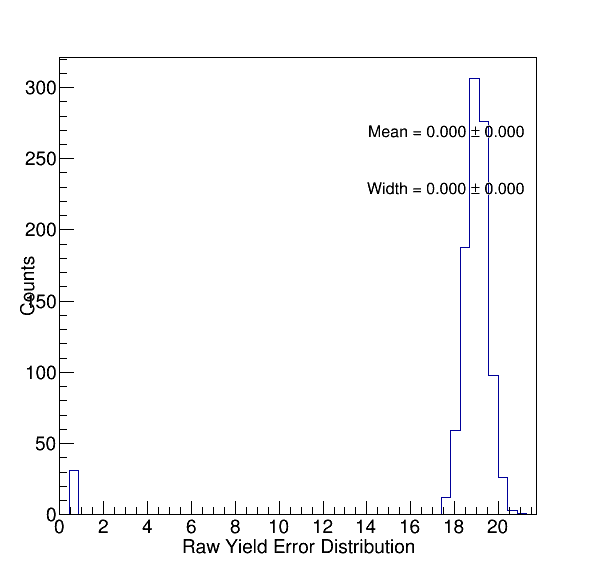 300
Mean = 0.000 ± 0.000
250
Width = 0.000 ± 0.000
200
Counts
150
100
50
0
0 2 4 6 8 10 12 14 16 18 20
Raw Yield Error Distribution